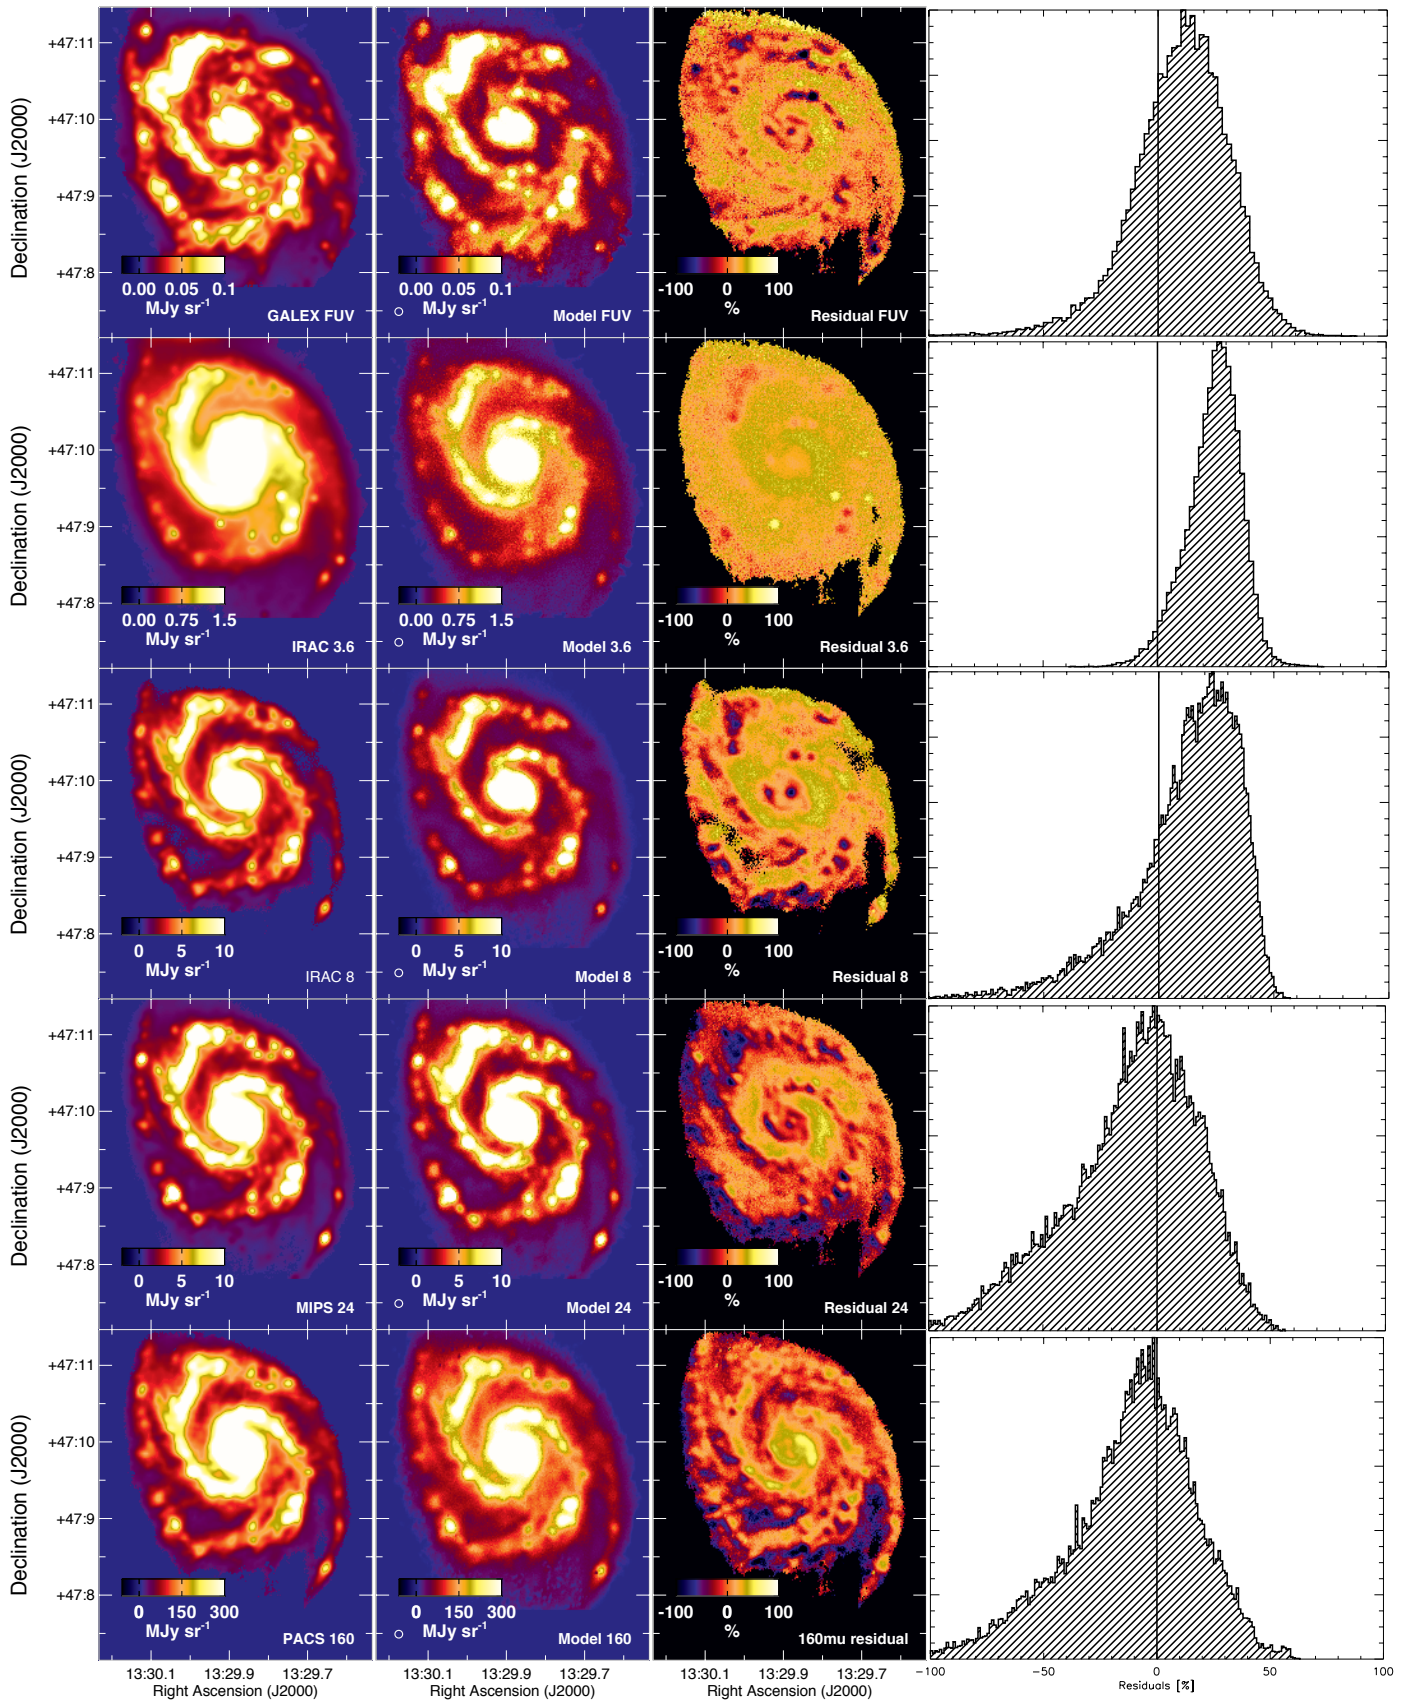 Declination (J2000)
+47:11
+47:10
+47:9
+47:8
0.00 0.05 0.1
MJy sr-1
GALEX FUV
0.00 0.05 0.1
MJy sr-1
Model FUV
-100 0 100
%
Residual FUV
Declination (J2000)
+47:11
+47:10
+47:9
+47:8
0.00 0.75 1.5
MJy sr-1
IRAC 3.6
0.00 0.75 1.5
MJy sr-1
Model 3.6
-100 0 100
%
Residual 3.6
Declination (J2000)
+47:11
+47:10
+47:9
+47:8
0 5 10
MJy sr-1
IRAC 8
0 5 10
MJy sr-1
Model 8
-100 0 100
%
Residual 8
Declination (J2000)
+47:11
+47:10
+47:9
+47:8
0 5 10
MJy sr-1
MIPS 24
0 5 10
MJy sr-1
Model 24
-100 0 100
%
Residual 24
Declination (J2000)
+47:11
+47:10
+47:9
+47:8
0 150 300
MJy sr-1
PACS 160
0 150 300
MJy sr-1
Model 160
-100 0 100
%
160mu residual
13:30.1 13:29.9 13:29.7
Right Ascension (J2000)
13:30.1 13:29.9 13:29.7
Right Ascension (J2000)
13:30.1 13:29.9 13:29.7
Right Ascension (J2000)
-100 -50 0 50 100
Residuals [%]